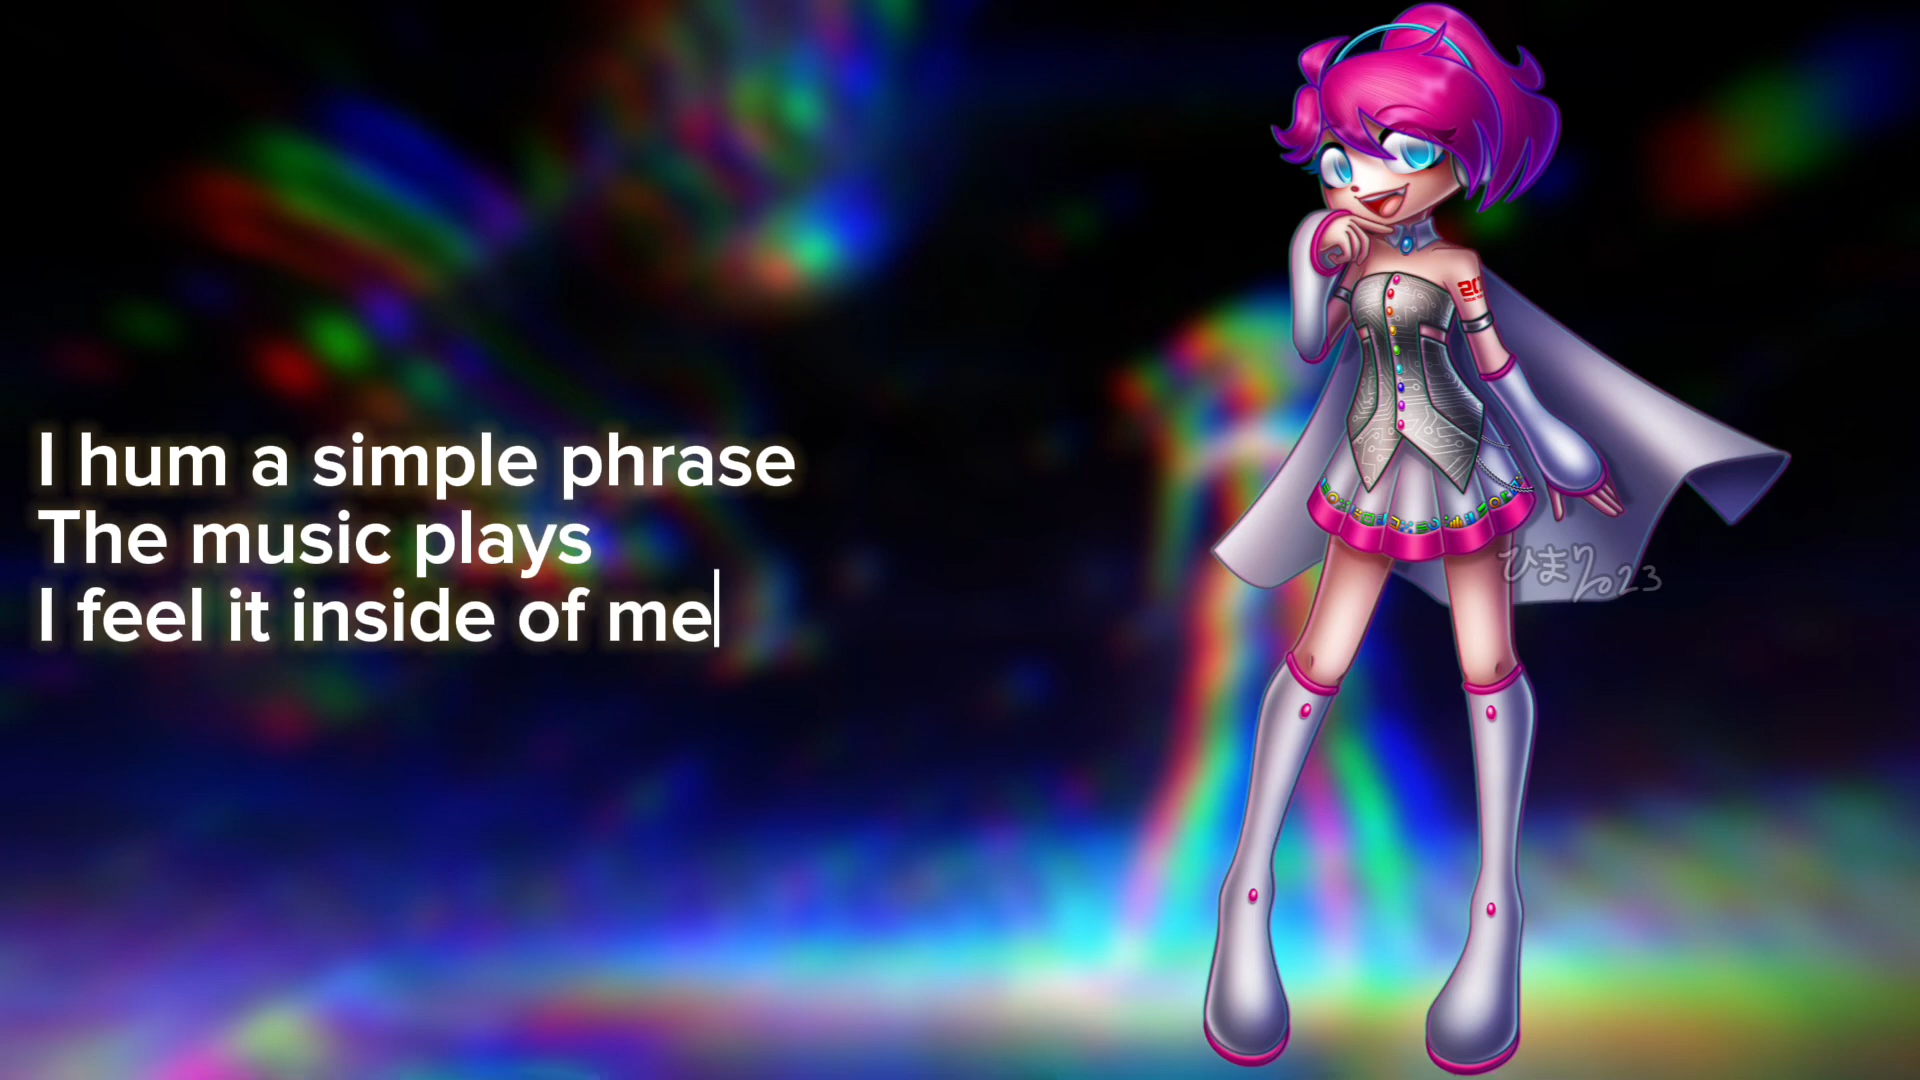 I hum a simple phrase
The music plays
I feel it inside of me
ひまり2023